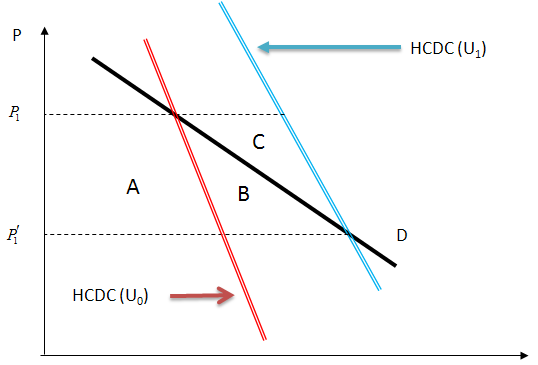 P
HCDC (U₁)
P₁
C
A
B
P₁′
D
HCDC (U₀)